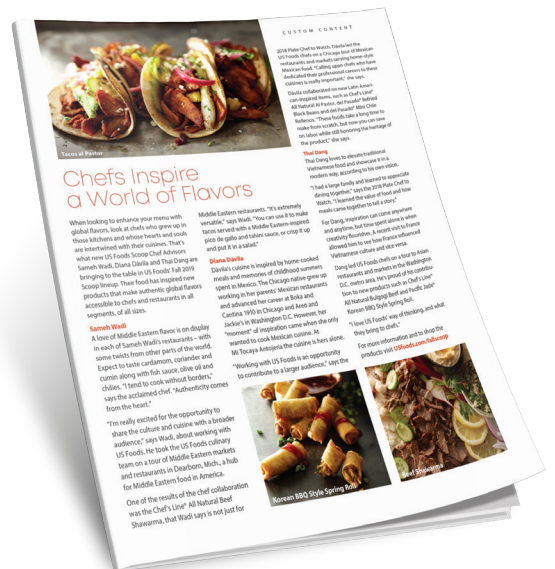 CUSTOM CONTENT
Tacos al Pastor
Chefs Inspire
a World of Flavors
When looking to enhance your menu with
global flavors, look at chefs who grew up in
those kitchens and whose hearts and souls
are intertwined with their cuisines. That's
what new US Foods Scoop Chef Advisors
Sameh Wadi, Diana Dávila and Thai Dang are
bringing to the table in US Foods' Fall 2019
Scoop lineup. Their food has inspired new
products that make authentic global flavors
accessible to chefs and restaurants in all
segments, of all sizes.
Sameh Wadi
A love of Middle Eastern flavor is on display
in each of Sameh Wadi's restaurants – with
some twists from other parts of the world.
Expect to taste cardamom, coriander and
cumin along with fish sauce, olive oil and
chilies. "I tend to cook without borders,"
says the acclaimed chef. "Authenticity comes
from the heart."
"I'm really excited for the opportunity to
share the culture and cuisine with a broader
audience," says Wadi, about working with
US Foods. He took the US Foods culinary
team on a tour of Middle Eastern markets
and restaurants in Dearborn, Mich., a hub
for Middle Eastern food in America.
One of the results of the chef collaboration
was the Chef's Line® All Natural Beef
Shawarma, that Wadi says is not just for
Middle Eastern restaurants. "It's extremely
versatile," says Wadi. "You can use it to make
tacos served with a Middle Eastern-inspired
pico de gallo and tahini sauce, or crisp it up
and put it in a salad."
Diana Dávila
Dávila's cuisine is inspired by home-cooked
meals and memories of childhood summers
spent in Mexico. The Chicago native grew up
working in her parents' Mexican restaurants
and advanced her career at Boka and
Cantina 1910 in Chicago and Areo and
Jackie's in Washington D.C. However, her
"moment" of inspiration came when she only
wanted to cook Mexican cuisine. At
Mi Tocaya Antojería the cuisine is hers alone.
"Working with US Foods is an opportunity
to contribute to a larger audience," says the
2018 Plate Chef to Watch. Dávila led the
US Foods chefs on a Chicago tour of Mexican
restaurants and markets serving home-style
Mexican food. "Calling upon chefs who have
dedicated their professional careers to these
cuisines is really important," she says.
Dávila collaborated on new Latin Ameri-
can-inspired items, such as Chef's Line®
All Natural Al Pastor, del Pasado® Refried
Black Beans and del Pasado® Mini Chile
Rellenos. "These foods take a long time to
make from scratch, but now you can save
on labor while still honoring the heritage of
the product," she says.
Thai Dang
Thai Dang loves to elevate traditional
Vietnamese food and showcase it in a
modern way, according to his own vision.
"I had a large family and learned to appreciate
dining together," says the 2018 Plate Chef to
Watch. "I learned the value of food and how
meals came together to tell a story."
For Dang, inspiration can come anywhere
and anytime, but time spent alone is when
creativity flourishes. A recent visit to France
allowed him to see how France influenced
Vietnamese culture and vice versa.
Dang led US Foods chefs on a tour to Asian
restaurants and markets in the Washington
D.C. metro area. He's proud of his contribu-
tion to new products such as Chef's Line®
All Natural Bulgogi Beef and Pacific Jade®
Korean BBQ Style Spring Roll.
"I love US Foods' way of thinking, and what
they bring to chefs."
For more information and to shop the
products visit USfoods.com/fallscoop
Korean BBQ Style Spring Roll
Beef Shawarma